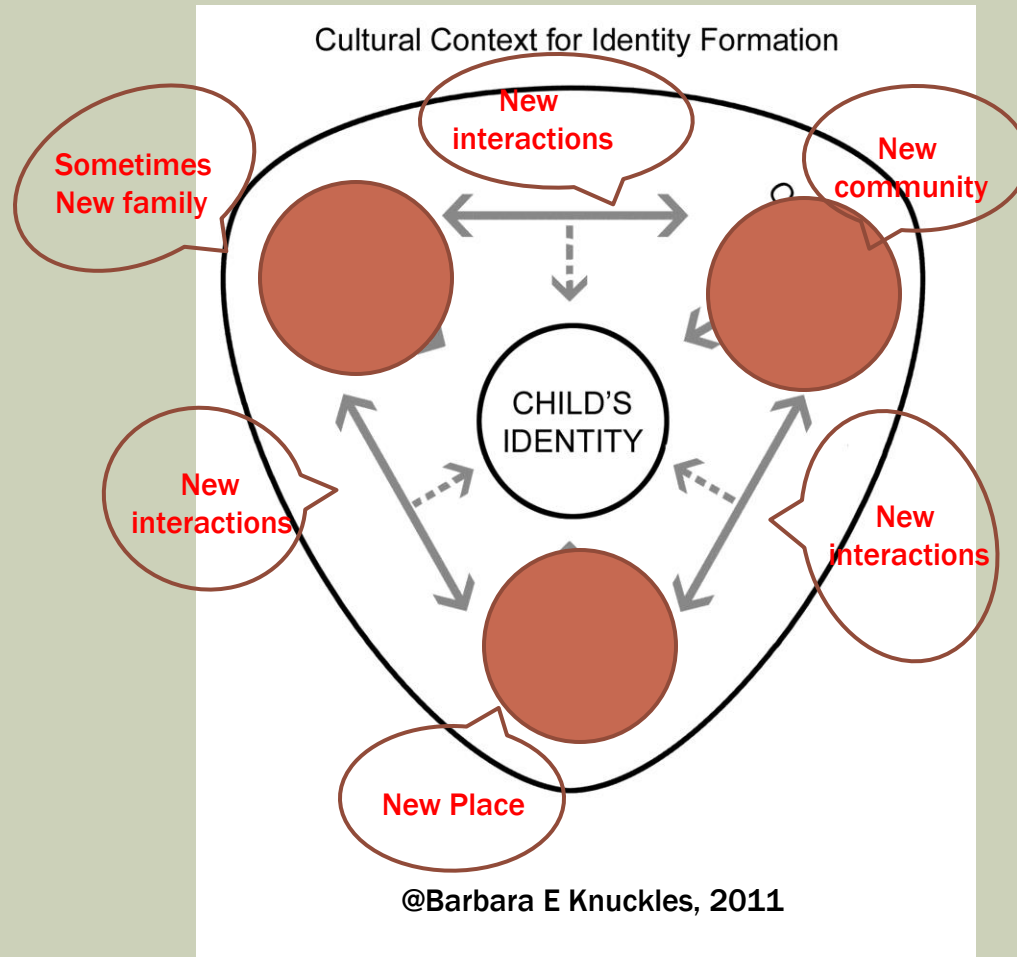 Cultural Context for Identity Formation
New
interactions
Sometimes
New family
New
community
CHILD'S
IDENTITY
New
interactions
New
interactions
New Place
@Barbara E Knuckles, 2011